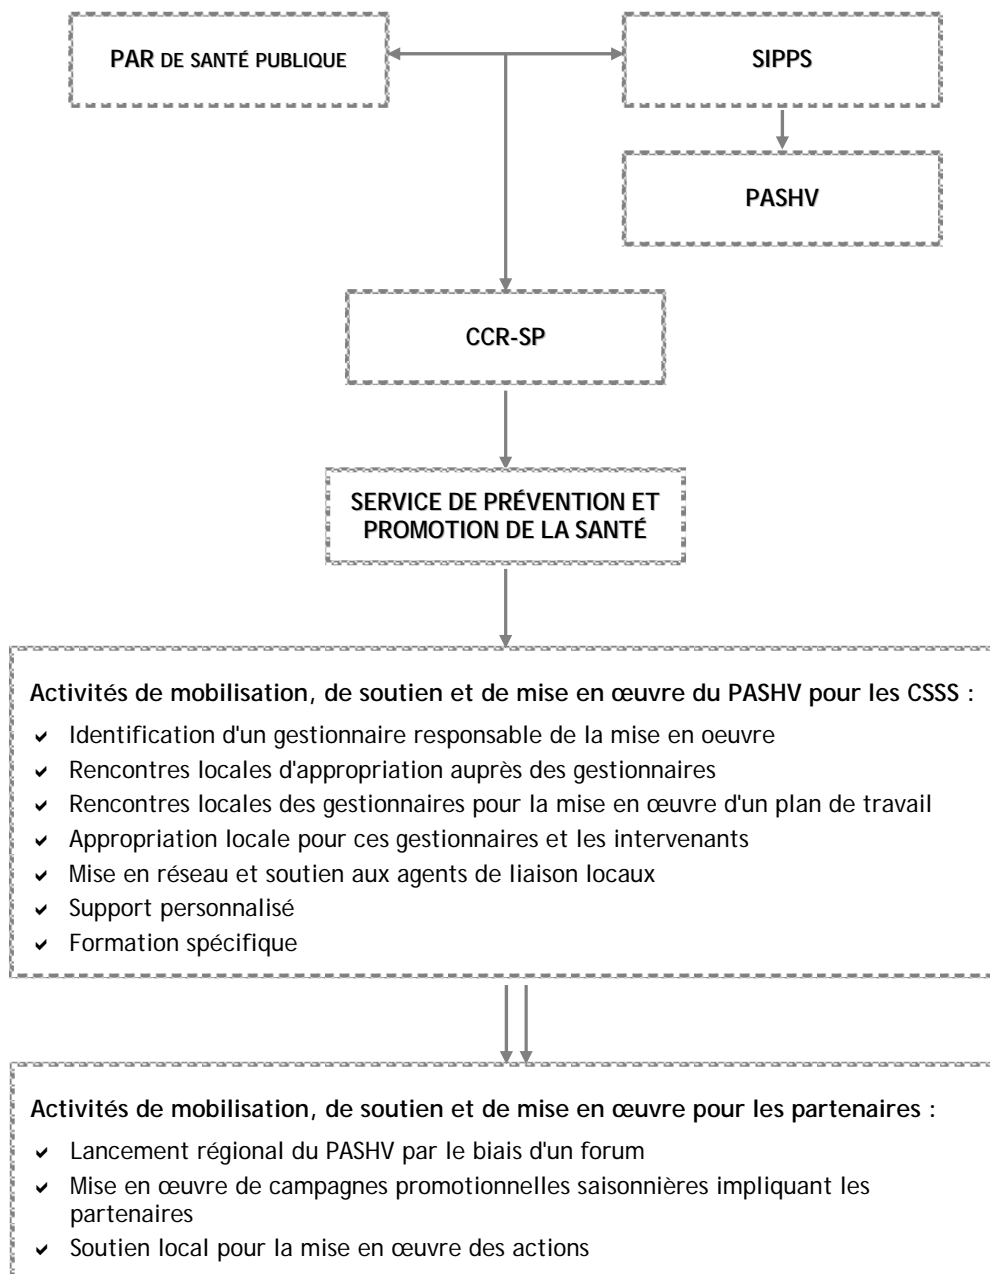 PAR DE SANTÉ PUBLIQUE
SIPPS
PASHV
CCR-SP
SERVICE DE PRÉVENTION ET
PROMOTION DE LA SANTÉ
Activités de mobilisation, de soutien et de mise en œuvre du PASHV pour les CSSS :
✓ Identification d'un gestionnaire responsable de la mise en oeuvre
✓ Rencontres locales d'appropriation auprès des gestionnaires
✓ Rencontres locales des gestionnaires pour la mise en œuvre d'un plan de travail
✓ Appropriation locale pour ces gestionnaires et les intervenants
✓ Mise en réseau et soutien aux agents de liaison locaux
✓ Support personnalisé
✓ Formation spécifique
Activités de mobilisation, de soutien et de mise en œuvre pour les partenaires :
✓ Lancement régional du PASHV par le biais d'un forum
✓ Mise en œuvre de campagnes promotionnelles saisonnières impliquant les
partenaires
✓ Soutien local pour la mise en œuvre des actions